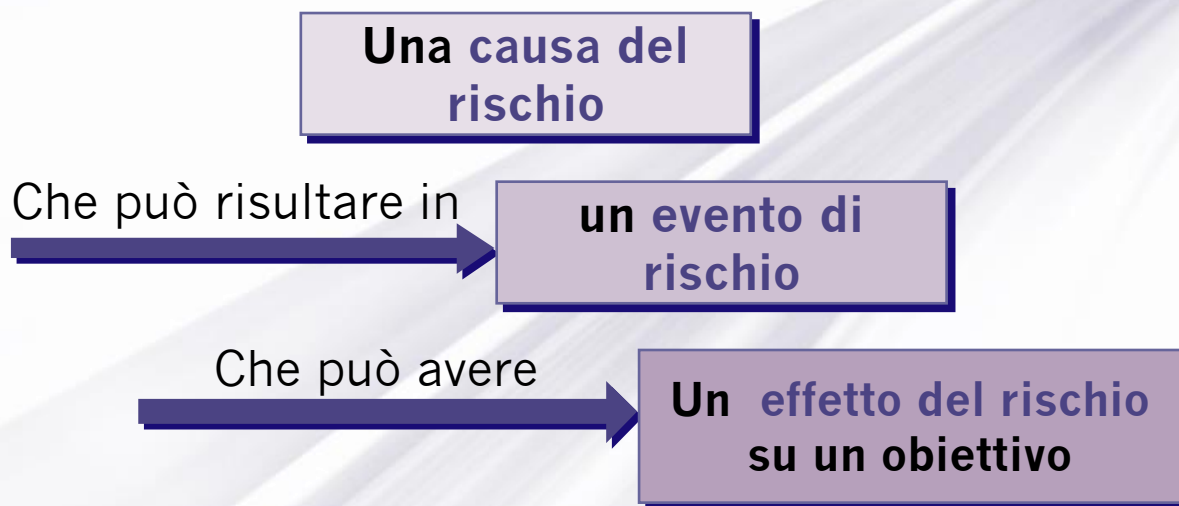 Una causa del
rischio
Che può risultare in
un evento di
rischio
Che può avere
Un effetto del rischio
su un obiettivo